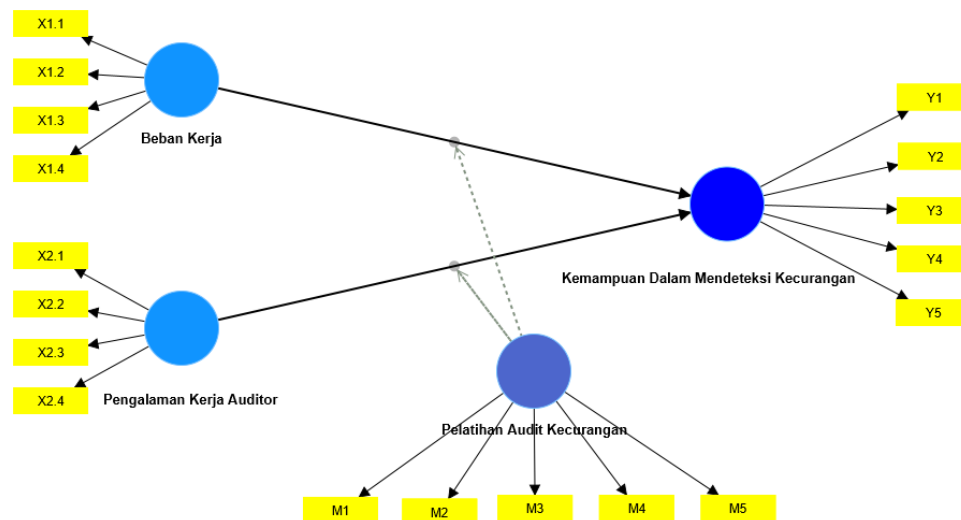 X1.1
X1.2
X1.3
X1.4
Beban Kerja
X2.1
X2.2
X2.3
X2.4
Pengalaman Kerja Auditor
Y1
Y2
Y3
Y4
Y5
Kemampuan Dalam Mendeteksi Kecurangan
Pelatihan Audit Kecurangan
M1
M2
M3
M4
M5